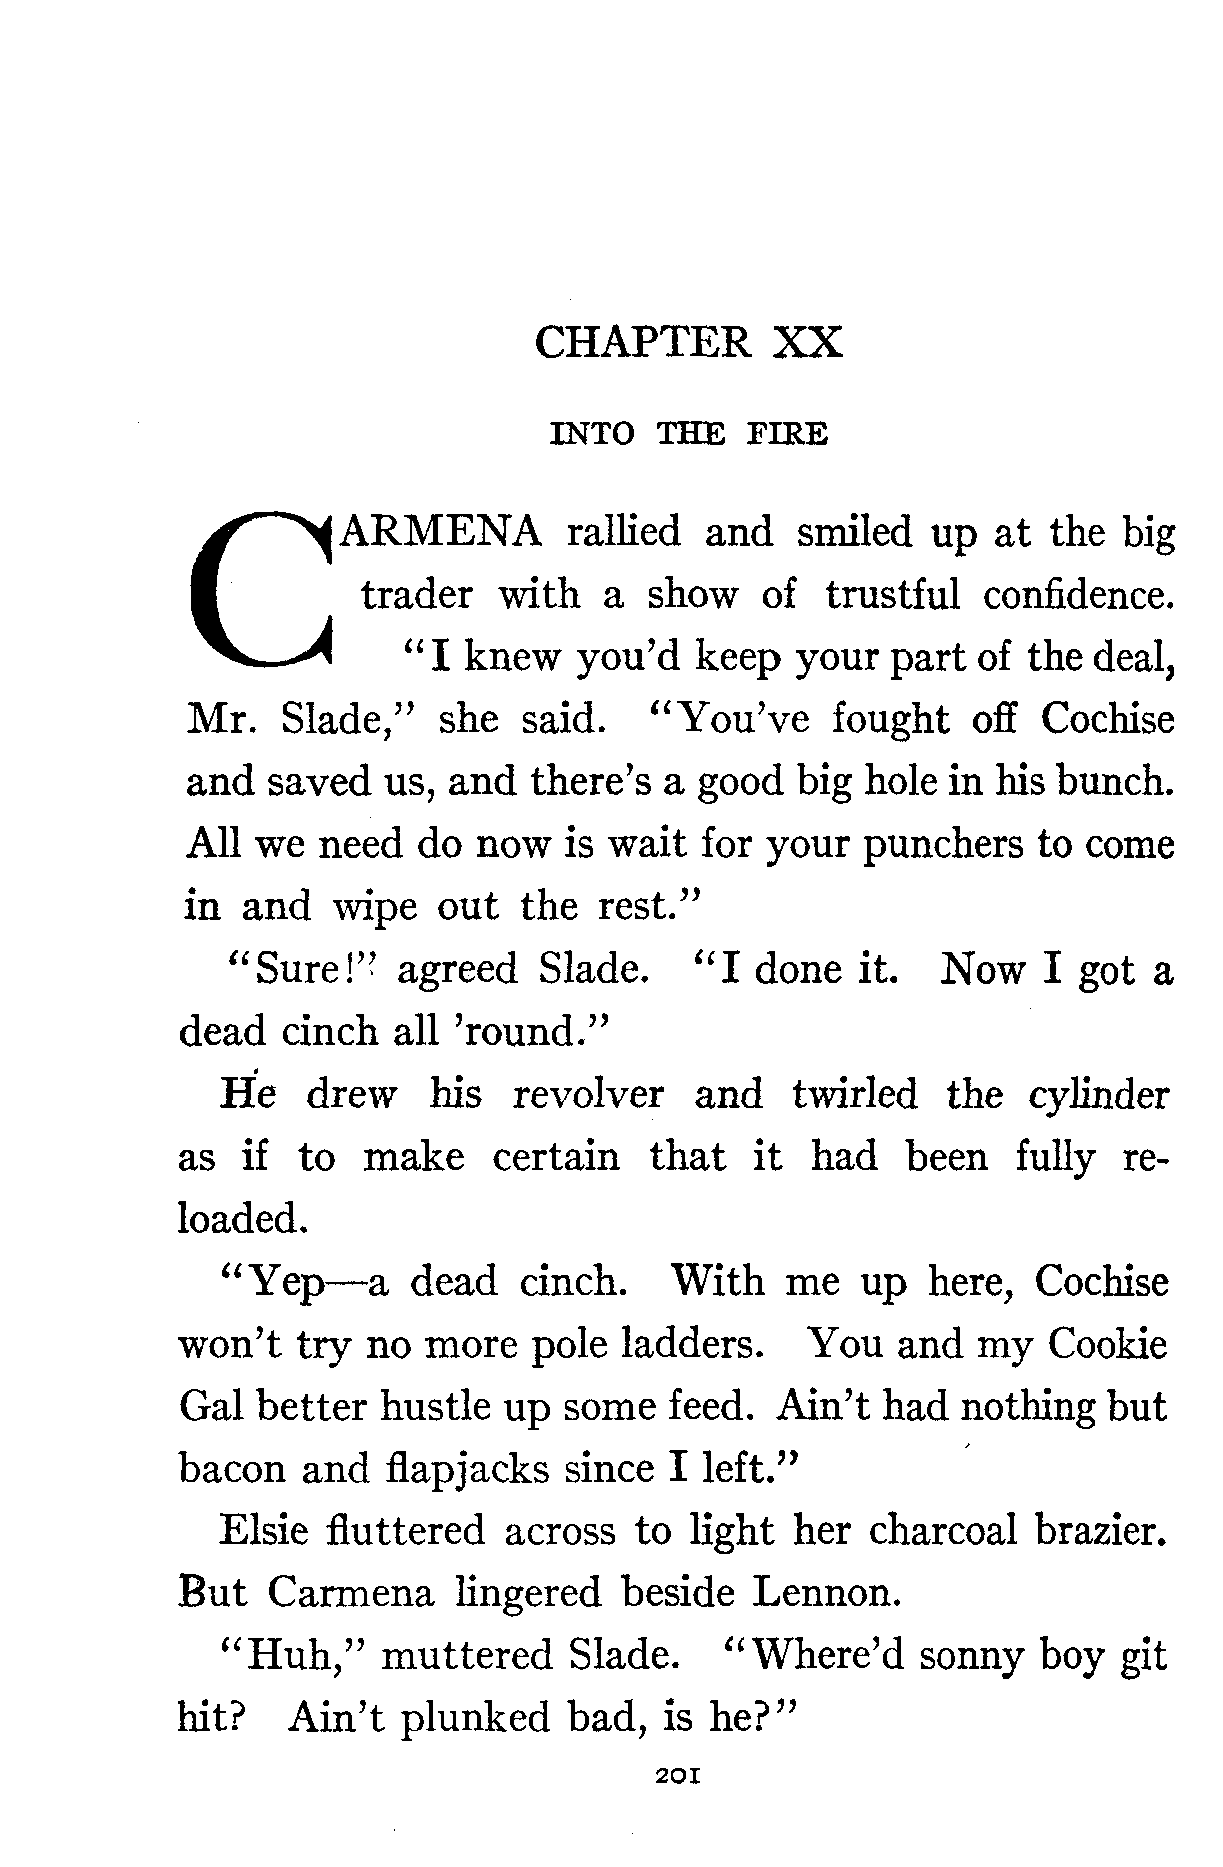 CHAPTER XX
INTO THE FIRE
CARMENA rallied and smiled up at the big
trader with a show of trustful confidence.
“I knew you’d keep your part of the deal,
Mr. Slade,” she said. “You’ve fought off Cochise
and saved us, and there’s a good big hole in his bunch.
All we need do now is wait for your punchers to come
in and wipe out the rest.”
“Sure!” agreed Slade. “I done it. Now I got a
dead cinch all ’round.”
He drew his revolver and twirled the cylinder
as if to make certain that it had been fully re-
loaded.
“Yep—a dead cinch. With me up here, Cochise
won’t try no more pole ladders. You and my Cookie
Gal better hustle up some feed. Ain’t had nothing but
bacon and flapjacks since I left.”
Elsie fluttered across to light her charcoal brazier.
But Carmena lingered beside Lennon.
“Huh,” muttered Slade. “Where’d sonny boy git
hit? Ain’t plunked bad, is he?”
201